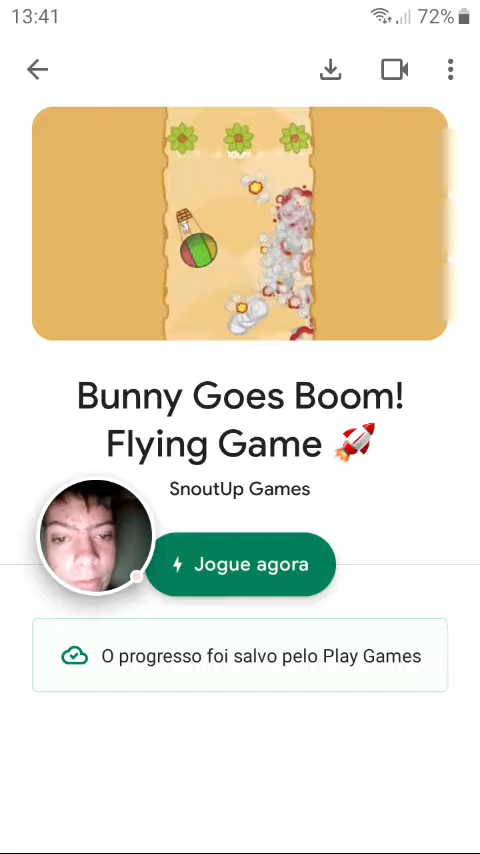 13:41
72%
Bunny Goes Boom!
Flying Game 🚀
SnoutUp Games
Jogue agora
O progresso foi salvo pelo Play Games